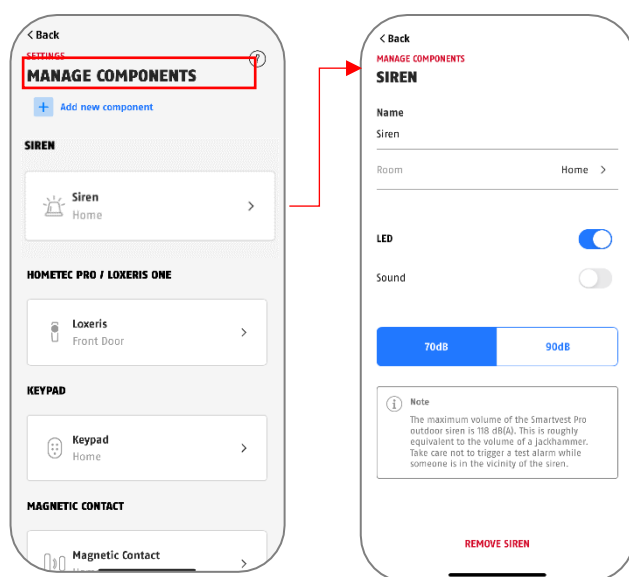 < Back
SETTINGS
MANAGE COMPONENTS
+ Add new component
SIREN
Siren
Home
HOMETEC PRO / LOXERIS ONE
Loxeris
Front Door
KEYPAD
Keypad
Home
MAGNETIC CONTACT
Magnetic Contact
< Back
MANAGE COMPONENTS
SIREN
Name
Siren
Room Home >
LED
Sound
70dB 90dB
Note
The maximum volume of the Smartvest Pro
outdoor siren is 118 dB(A). This is roughly
equivalent to the volume of a jackhammer.
Take care not to trigger a test alarm while
someone is in the vicinity of the siren.
REMOVE SIREN